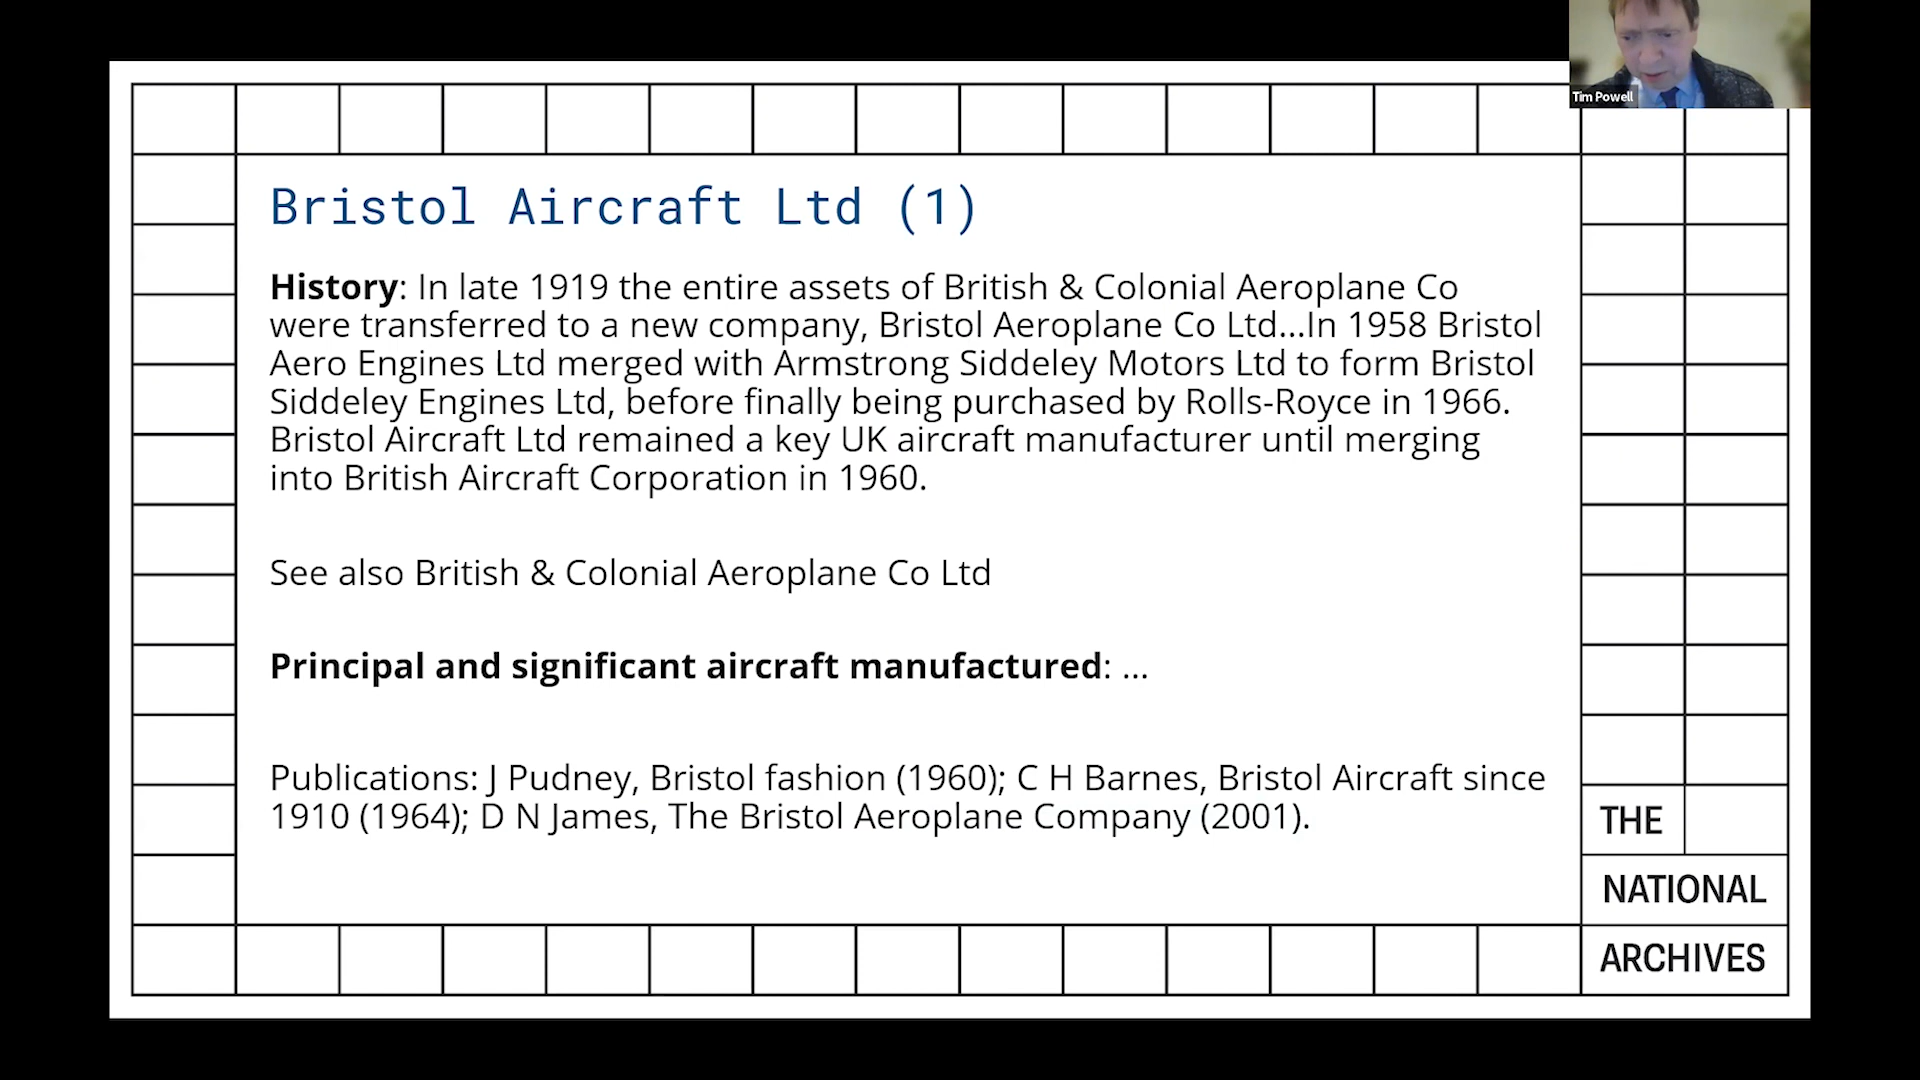 Tim Powell
Bristol Aircraft Ltd (1)
History: In late 1919 the entire assets of British & Colonial Aeroplane Co
were transferred to a new company, Bristol Aeroplane Co Ltd...In 1958 Bristol
Aero Engines Ltd merged with Armstrong Siddeley Motors Ltd to form Bristol
Siddeley Engines Ltd, before finally being purchased by Rolls-Royce in 1966.
Bristol Aircraft Ltd remained a key UK aircraft manufacturer until merging
into British Aircraft Corporation in 1960.
See also British & Colonial Aeroplane Co Ltd
Principal and significant aircraft manufactured: ...
Publications: J Pudney, Bristol fashion (1960); C H Barnes, Bristol Aircraft since
1910 (1964); D N James, The Bristol Aeroplane Company (2001).
THE
NATIONAL
ARCHIVES